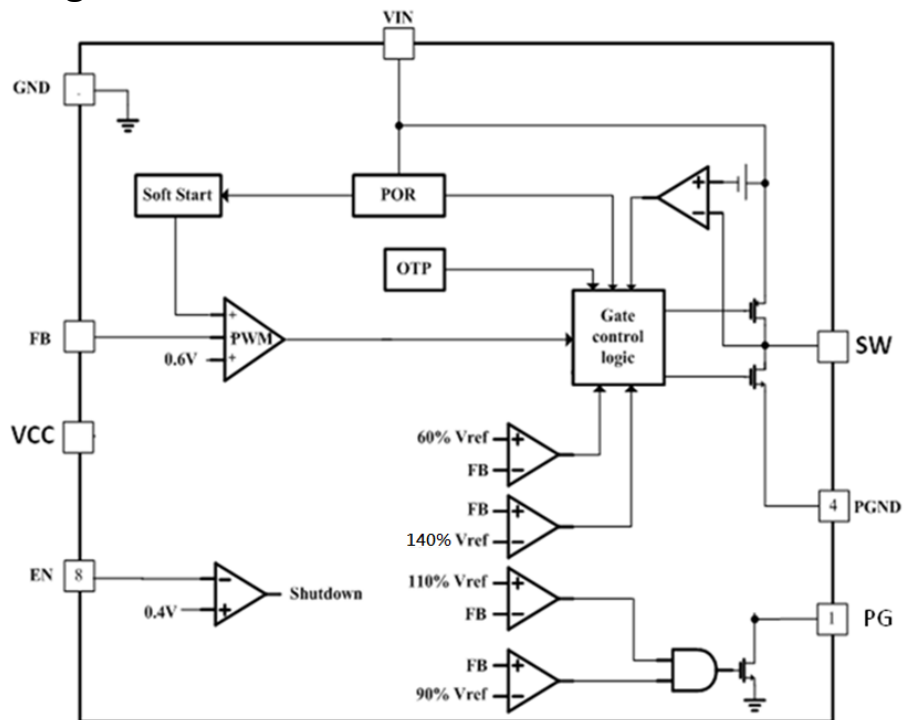 VIN
GND
Soft Start
POR
+
−
OTP
Gate
control
logic
FB
+
PWM
−
0.6V
+
SW
VCC
60% Vref
+
FB
−
FB
+
140% Vref
−
4
PGND
EN
8
−
0.4V
+
Shutdown
110% Vref
+
FB
−
1
PG
FB
+
90% Vref
−